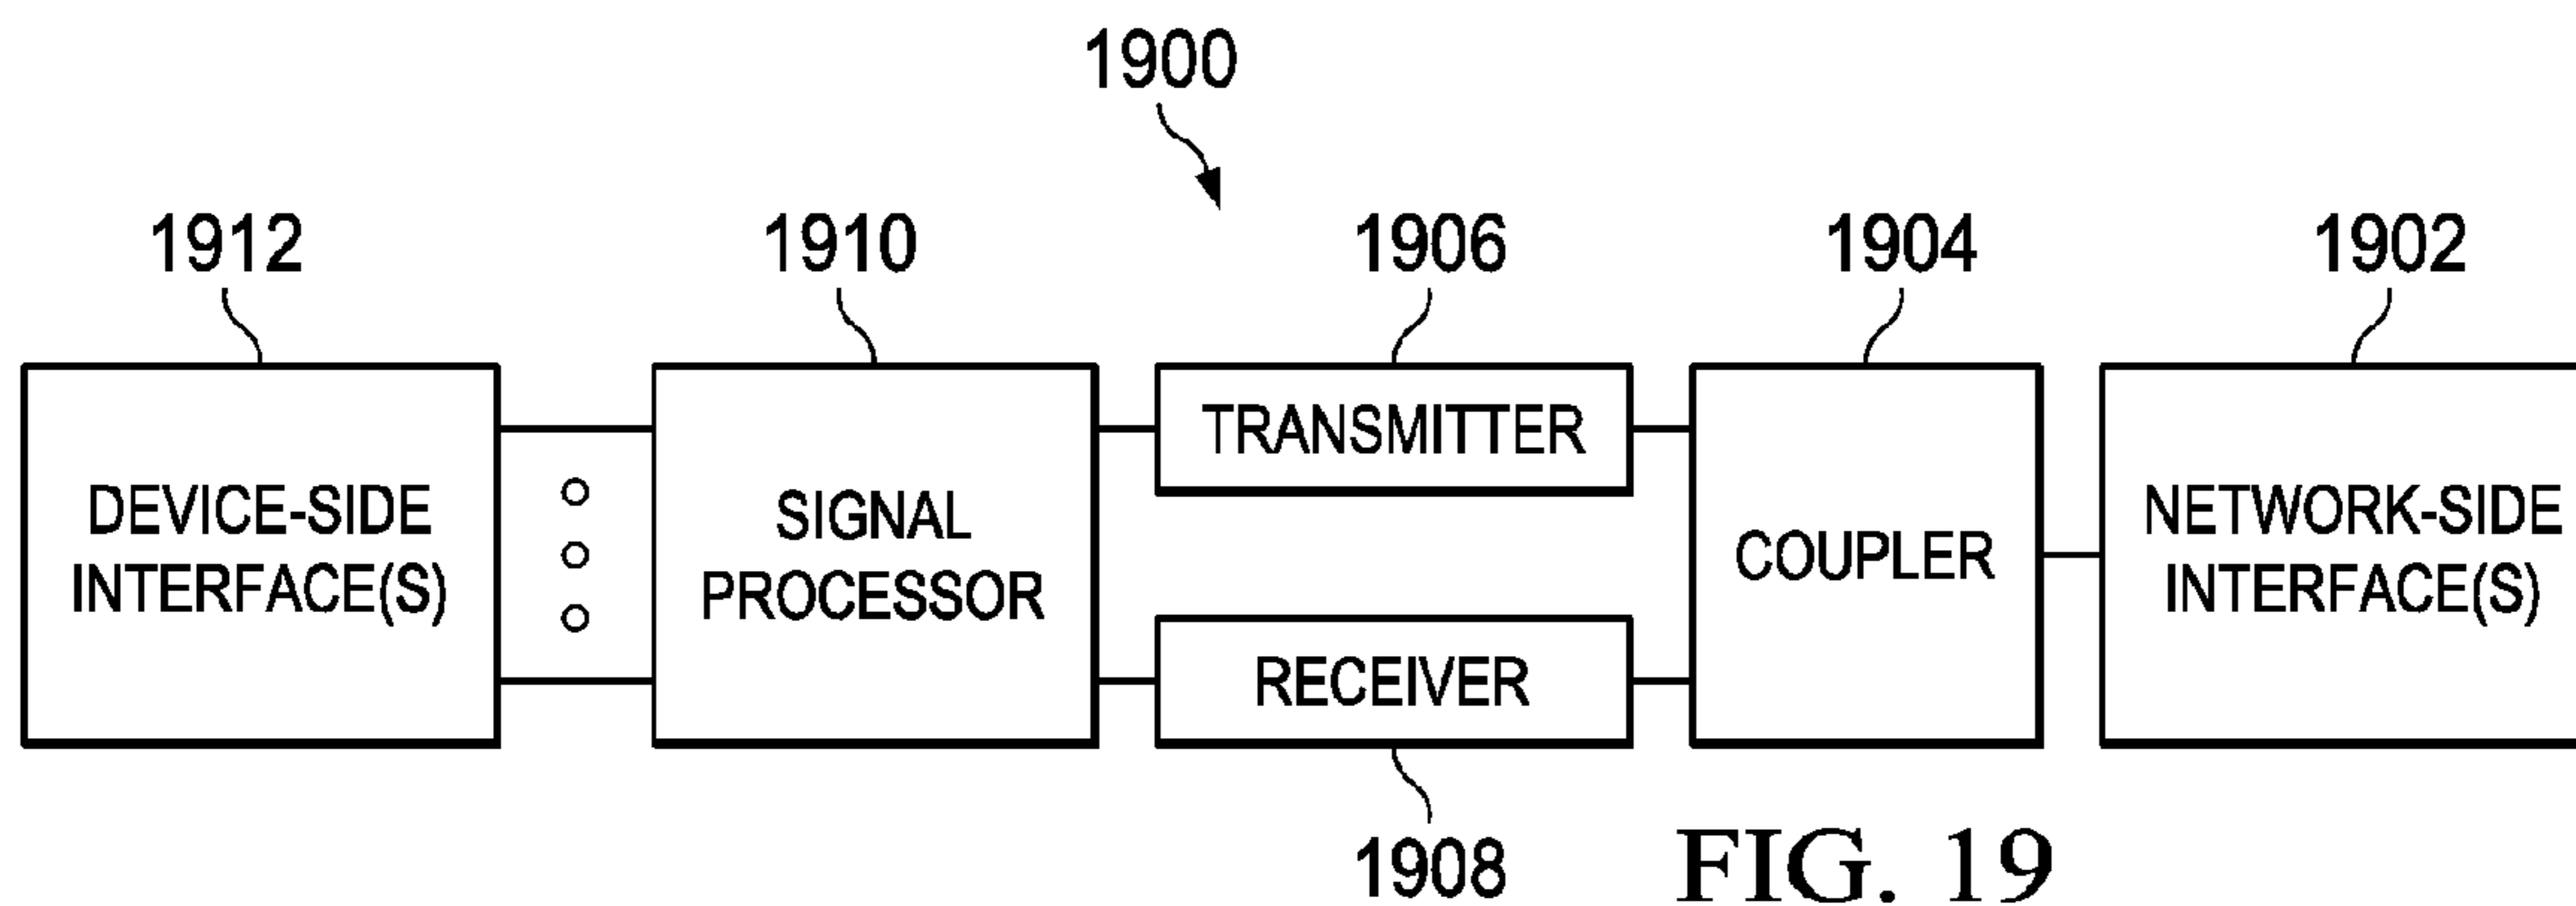 1900
1912
1910
1906
1904
1902
DEVICE-SIDE
INTERFACE(S)
SIGNAL
PROCESSOR
TRANSMITTER
RECEIVER
COUPLER
NETWORK-SIDE
INTERFACE(S)
1908
FIG. 19